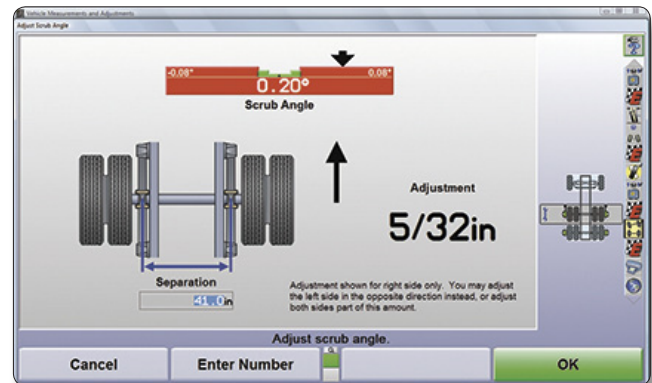 Vehicle Measurements and Adjustments
Adjust Scrub Angle
-0.08° 0.08°
0.20°
Scrub Angle
Adjustment
5/32in
Separation
41.0in
Adjustment shown for right side only. You may adjust
the left side in the opposite direction instead, or adjust
both sides part of this amount.
Adjust scrub angle.
Cancel
Enter Number
OK